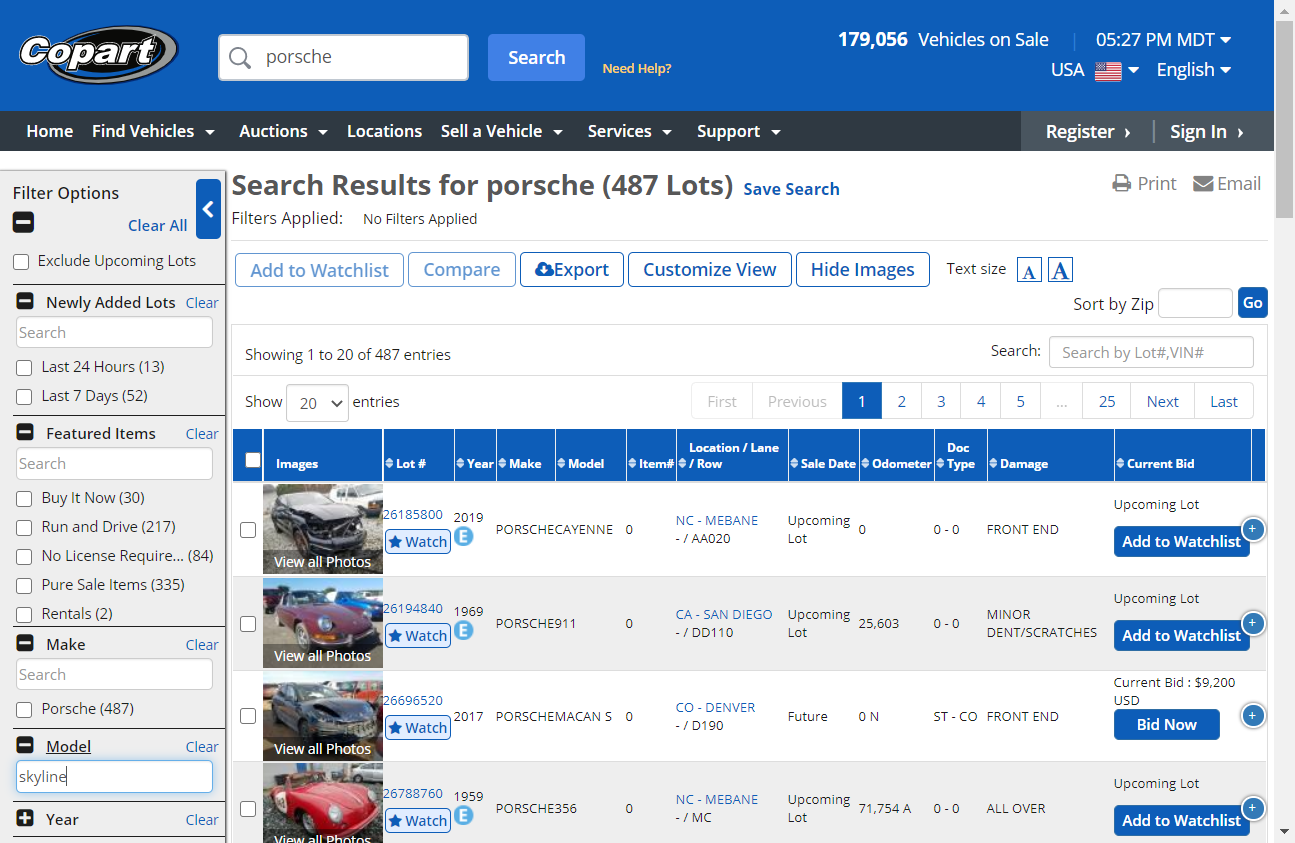 Copart
porsche
Search
Need Help?
179,056 Vehicles on Sale
05:27 PM MDT
USA
English
Home
Find Vehicles
Auctions
Locations
Sell a Vehicle
Services
Support
Register ›
Sign In ›
Filter Options
Clear All
Exclude Upcoming Lots
Newly Added Lots Clear
Search
Last 24 Hours (13)
Last 7 Days (52)
Featured Items Clear
Search
Buy It Now (30)
Run and Drive (217)
No License Require... (84)
Pure Sale Items (335)
Rentals (2)
Make Clear
Search
Porsche (487)
Model Clear
skyline
Year Clear
Search Results for porsche (487 Lots) Save Search
Print
Email
Filters Applied: No Filters Applied
Add to Watchlist
Compare
Export
Customize View
Hide Images
Text size A A
Sort by Zip
Go
Showing 1 to 20 of 487 entries
Search: Search by Lot#,VIN#
Show 20 entries
First Previous 1 2 3 4 5 ... 25 Next Last
Images
Lot #
Year
Make
Model
Item#
Location / Lane
/ Row
Sale Date
Odometer
Doc
Type
Damage
Current Bid
View all Photos
26185800
Watch
2019
E
PORSCHE
CAYENNE
0
NC - MEBANE
- / AA020
Upcoming
Lot
0
0 - 0
FRONT END
Upcoming Lot
Add to Watchlist
+
View all Photos
26194840
Watch
1969
E
PORSCHE
911
0
CA - SAN DIEGO
- / DD110
Upcoming
Lot
25,603
0 - 0
MINOR
DENT/SCRATCHES
Upcoming Lot
Add to Watchlist
+
View all Photos
26696520
Watch
2017
PORSCHE
MACAN S
0
CO - DENVER
- / D190
Future
0 N
ST - CO
FRONT END
Current Bid : $9,200
USD
Bid Now
+
View all Photos
26788760
Watch
1959
E
PORSCHE
356
0
NC - MEBANE
- / MC
Upcoming
Lot
71,754 A
0 - 0
ALL OVER
Upcoming Lot
Add to Watchlist
+